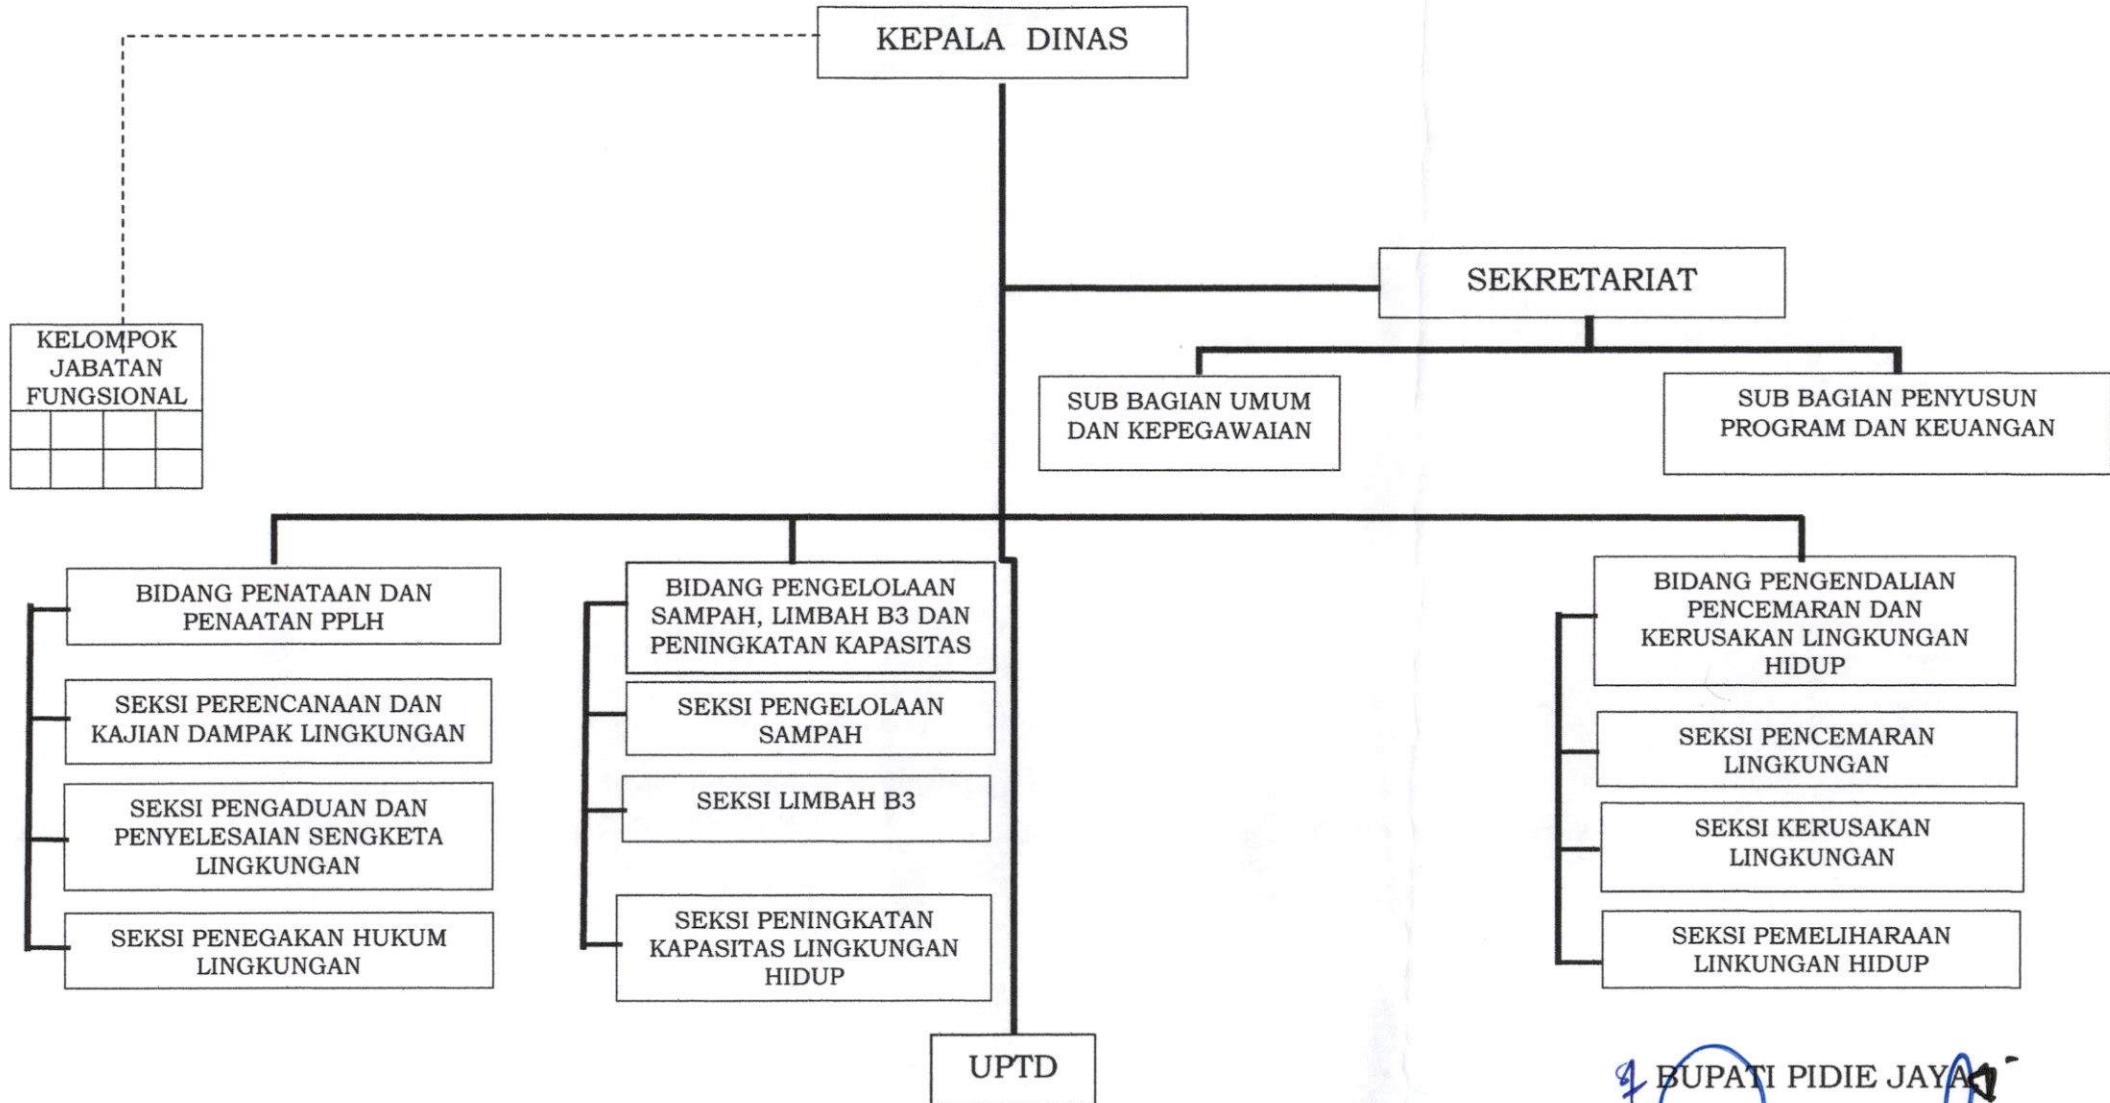 KEPALA DINAS
SEKRETARIAT
KELOMPOK
JABATAN
FUNGSIONAL
SUB BAGIAN UMUM
DAN KEPEGAWAIAN
SUB BAGIAN PENYUSUN
PROGRAM DAN KEUANGAN
BIDANG PENATAAN DAN
PENAATAN PPLH
SEKSI PERENCANAAN DAN
KAJIAN DAMPAK LINGKUNGAN
SEKSI PENGADUAN DAN
PENYELESAIAN SENGKETA
LINGKUNGAN
SEKSI PENEGAKAN HUKUM
LINGKUNGAN
BIDANG PENGELOLAAN
SAMPAH, LIMBAH B3 DAN
PENINGKATAN KAPASITAS
SEKSI PENGELOLAAN
SAMPAH
SEKSI LIMBAH B3
SEKSI PENINGKATAN
KAPASITAS LINGKUNGAN
HIDUP
BIDANG PENGENDALIAN
PENCEMARAN DAN
KERUSAKAN LINGKUNGAN
HIDUP
SEKSI PENCEMARAN
LINGKUNGAN
SEKSI KERUSAKAN
LINGKUNGAN
SEKSI PEMELIHARAAN
LINKUNGAN HIDUP
UPTD
BUPATI PIDIE JAYA